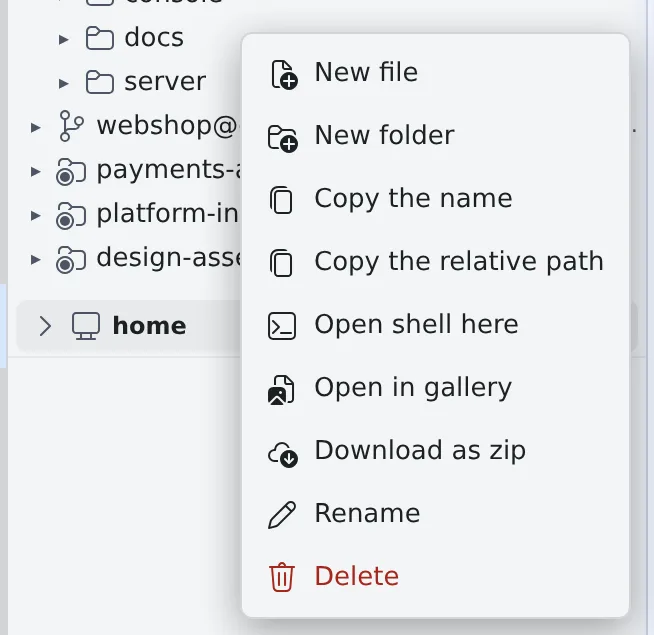 docs
server
webshop@
payments-
platform-in
design-asse
home
New file
New folder
Copy the name
Copy the relative path
Open shell here
Open in gallery
Download as zip
Rename
Delete